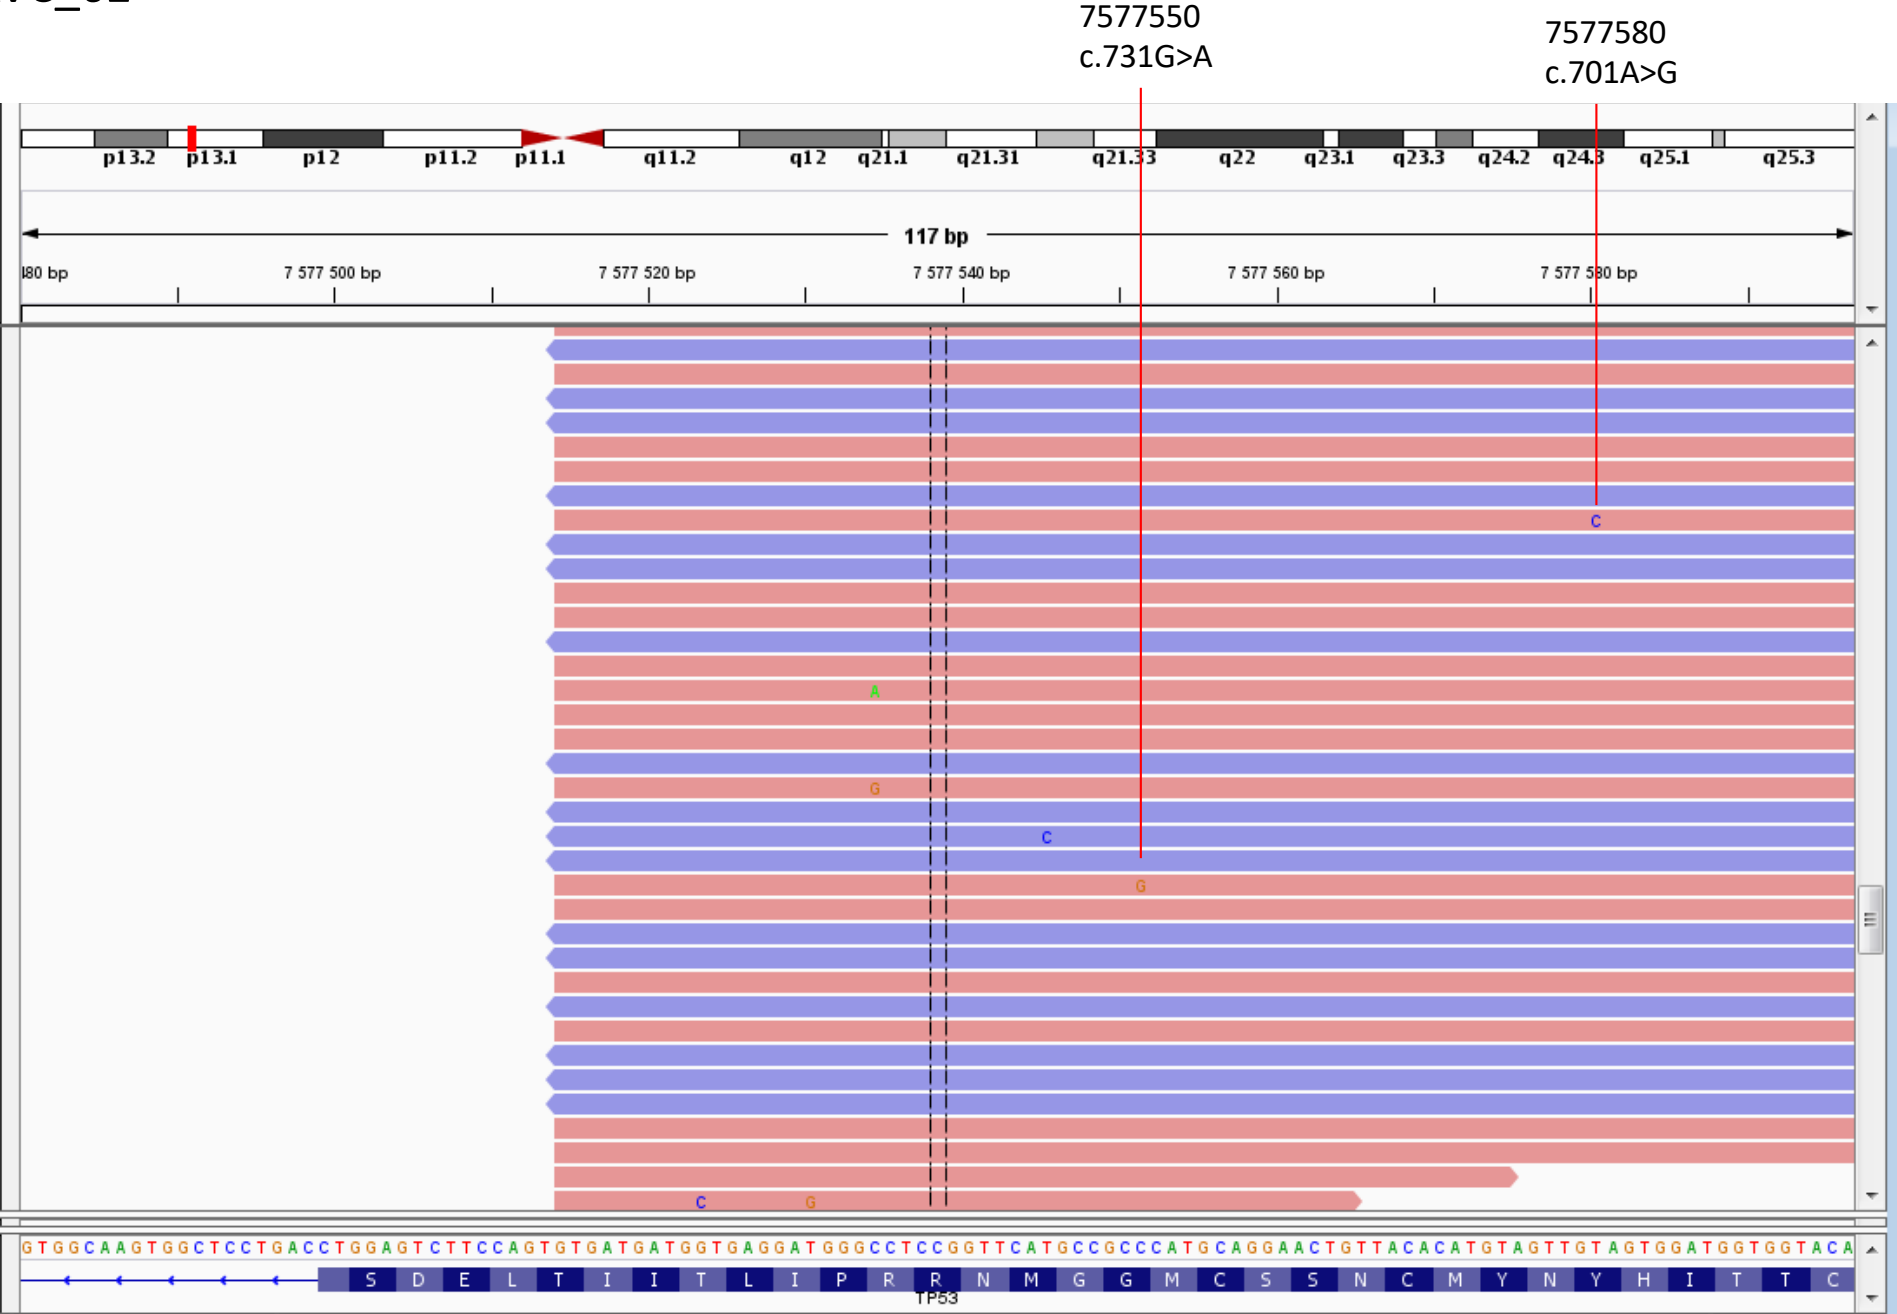 7577550
c.731G>A
7577580
c.701A>G
p13.2 p13.1 p12 p11.2 p11.1 q11.2 q12 q21.1 q21.31 q21.33 q22 q23.1 q23.3 q24.2 q24.3 q25.1 q25.3
117 bp
480 bp 7 577 500 bp 7 577 520 bp 7 577 540 bp 7 577 560 bp 7 577 580 bp
C
A
G
C
G
C G
GTGGCAAGTGGCTCCTGACCTGGAGTCTTCCAGTGTGATGATGGTGAGGATGGGCCTCCGGTTCATGCCGCCCATGCAGGAACTGTTACACATGTAGTTGTAGTGGATGGTGGTACA
S D E L T I I T L I P R R N M G G M C S S N C M Y N Y H I T T C
TP53